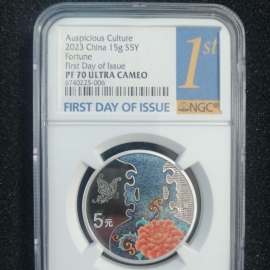 Auspicious Culture
2023 China 15g S5Y
Fortune
First Day of Issue
PF 70 ULTRA CAMEO
6740225-006
1st
FIRST DAY OF ISSUE
NGC
5元